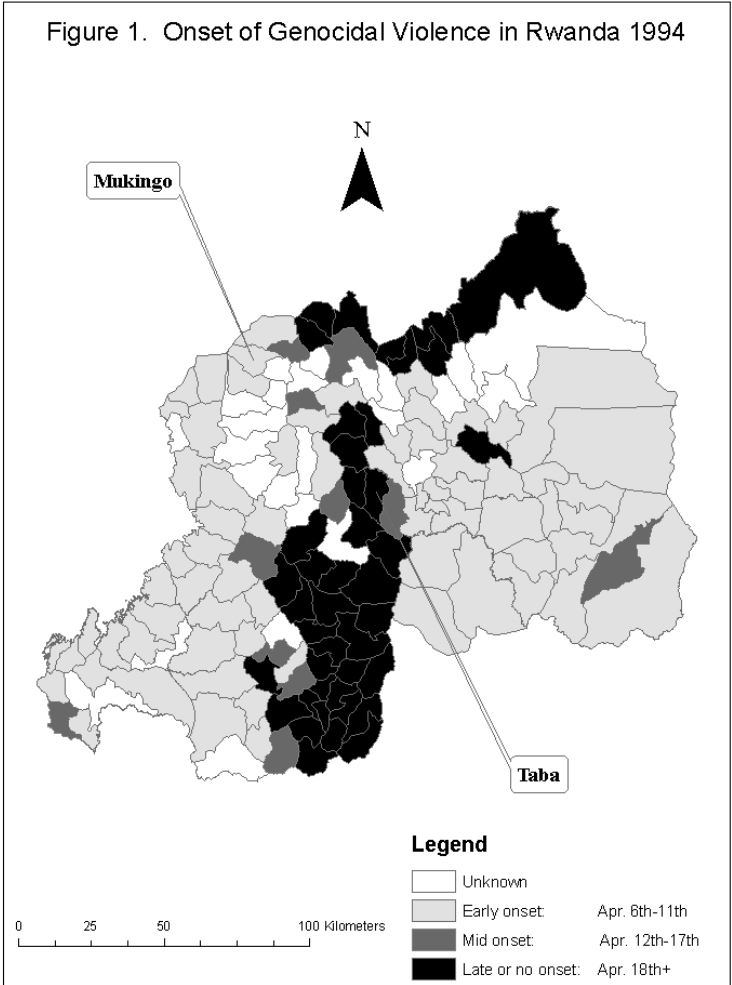 Figure 1. Onset of Genocidal Violence in Rwanda 1994
N
Mukingo
Taba
Legend
Unknown
Early onset: Apr. 6th-11th
Mid onset: Apr. 12th-17th
Late or no onset: Apr. 18th+
0 25 50 100 Kilometers